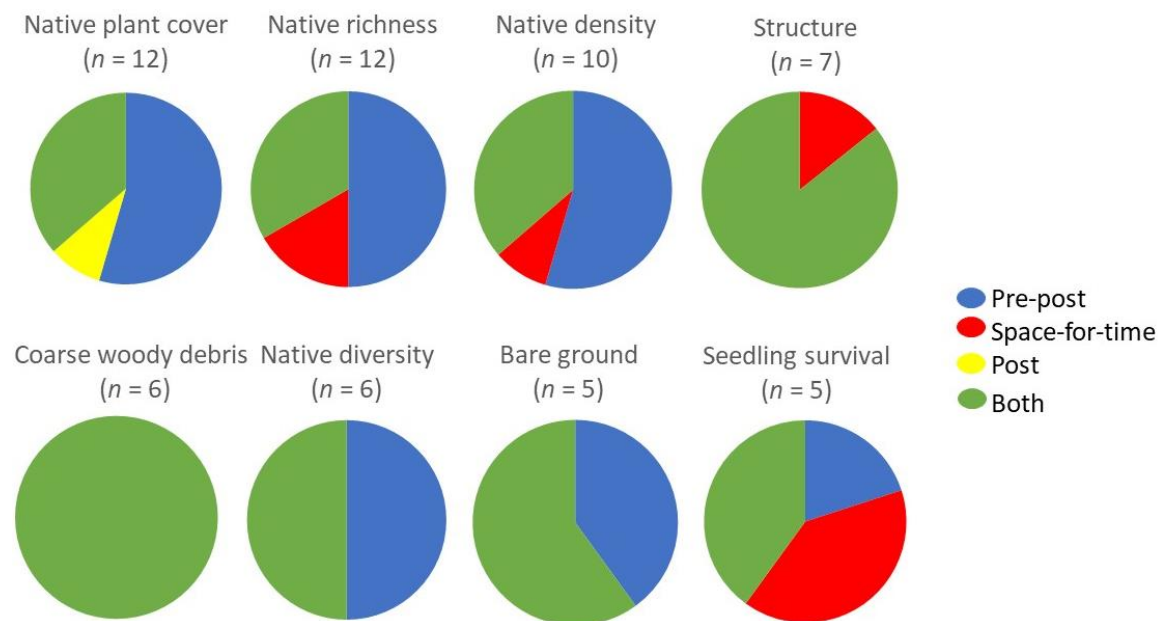 Native plant cover
(n = 12)
Native richness
(n = 12)
Native density
(n = 10)
Structure
(n = 7)
Pre-post
Space-for-time
Post
Both
Coarse woody debris
(n = 6)
Native diversity
(n = 6)
Bare ground
(n = 5)
Seedling survival
(n = 5)